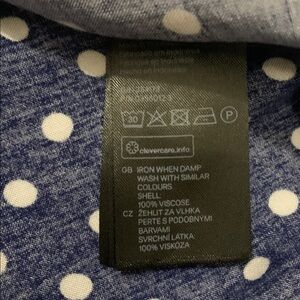 30
P
clevercare.info
GB IRON WHEN DAMP
WASH WITH SIMILAR
COLOURS
SHELL:
100% VISCOSE
CZ ŽEHLIT ZA VLHKA
PERTE S PODOBNÝMI
BARVAMI
SVRCHNÍ LÁTKA:
100% VISKÓZA